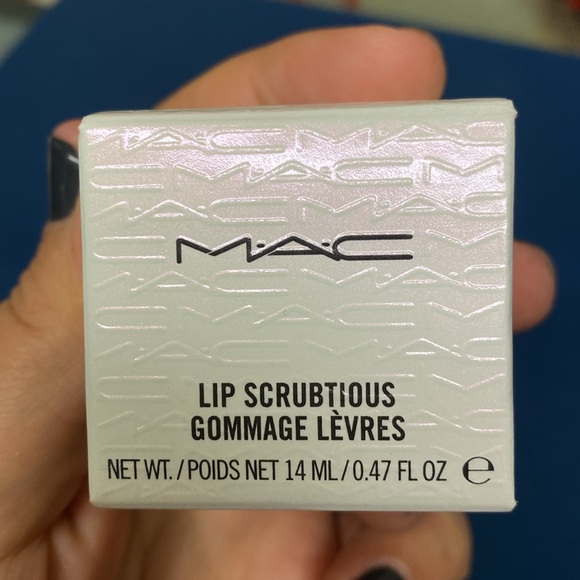 M·A·C
LIP SCRUBTIOUS
GOMMAGE LÈVRES
NET WT. / POIDS NET 14 ML / 0.47 FL OZ ℮